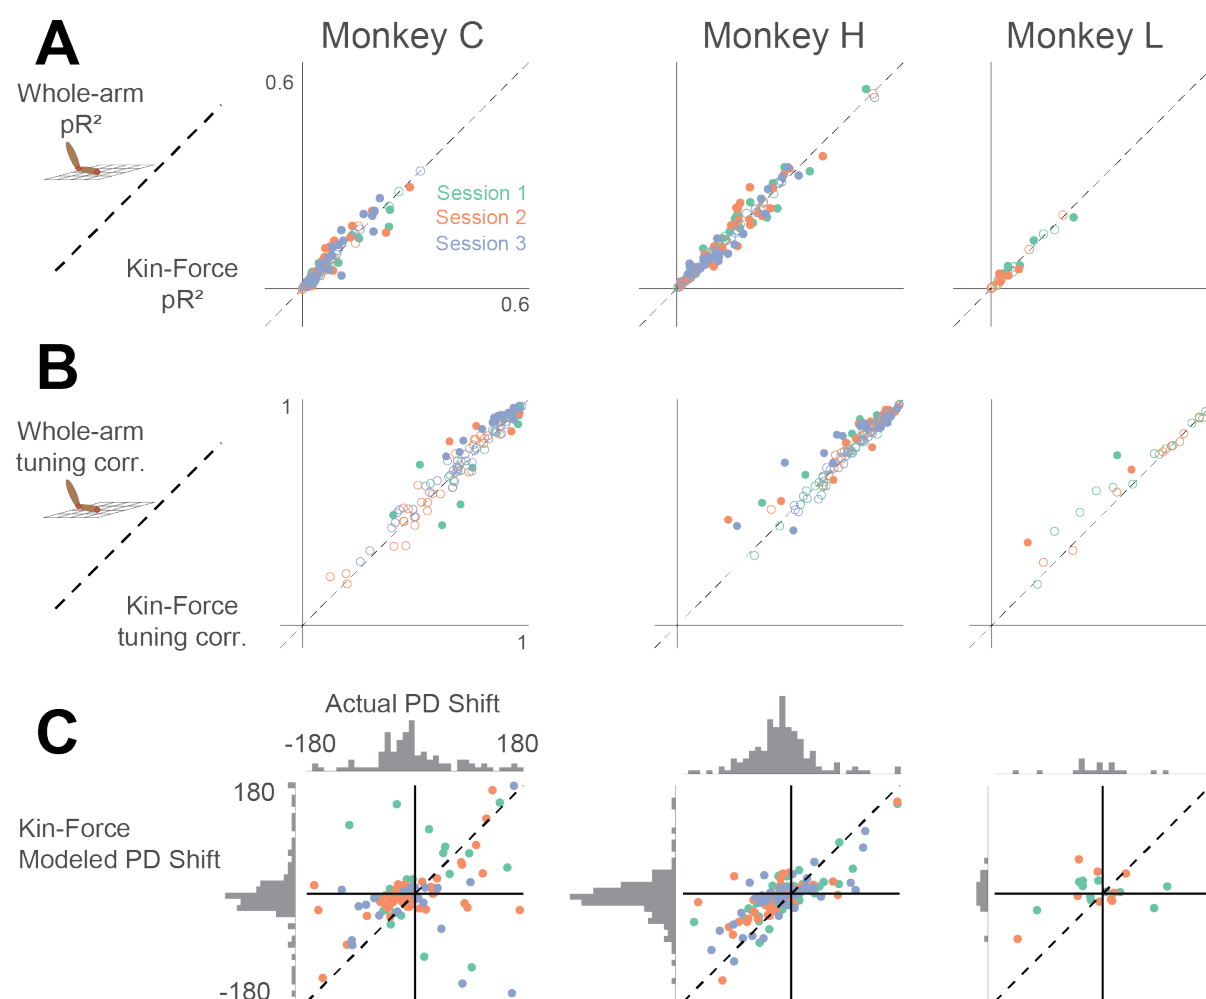 A
Monkey C
Monkey H
Monkey L
Whole-arm
pR²
0.6
Session 1
Session 2
Session 3
Kin-Force
pR²
0.6
B
Whole-arm
tuning corr.
1
Kin-Force
tuning corr.
1
C
Actual PD Shift
-180
180
180
Kin-Force
Modeled PD Shift
-180